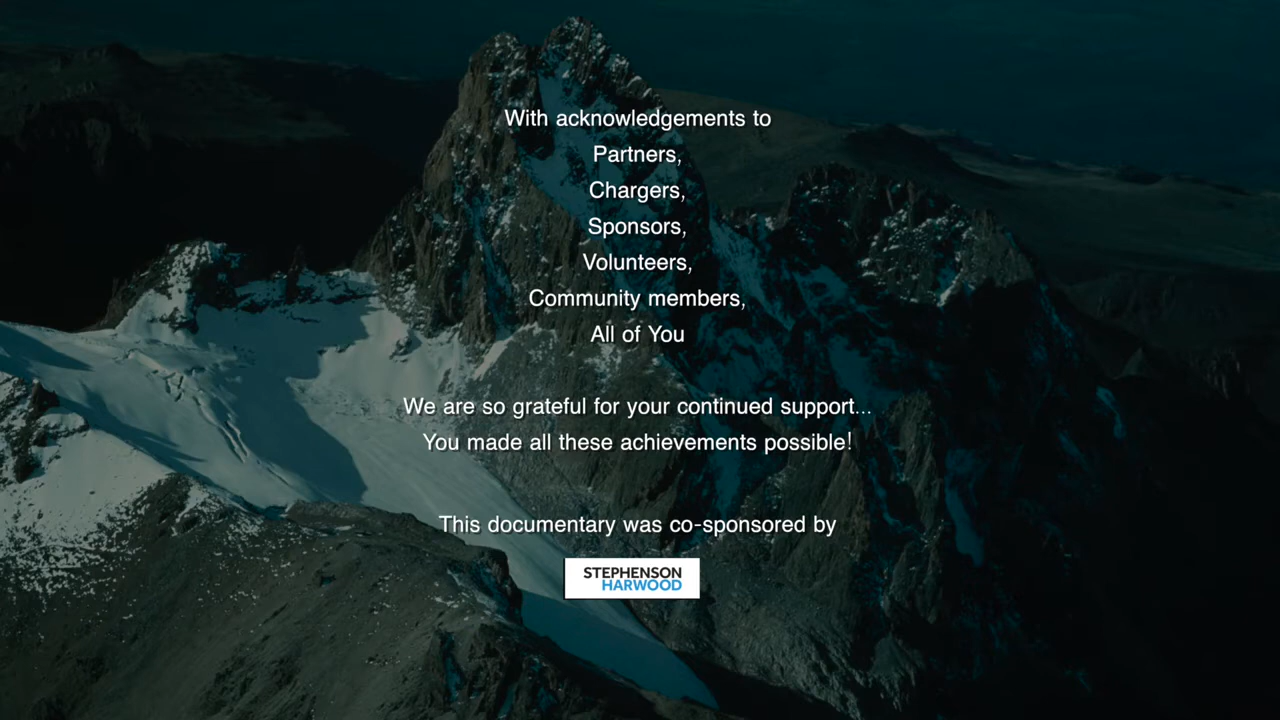 With acknowledgements to
Partners,
Chargers,
Sponsors,
Volunteers,
Community members,
All of You
We are so grateful for your continued support...
You made all these achievements possible!
This documentary was co-sponsored by
STEPHENSON
HARWOOD